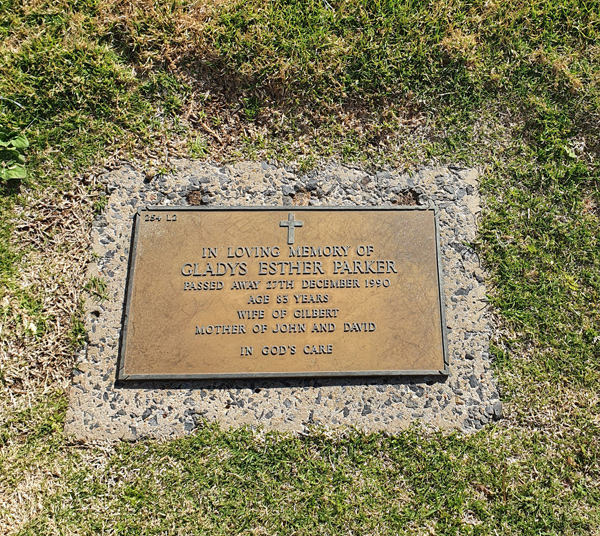 254 L2
IN LOVING MEMORY OF
GLADYS ESTHER PARKER
PASSED AWAY 27TH DECEMBER 1990
AGE 85 YEARS
WIFE OF GILBERT
MOTHER OF JOHN AND DAVID
IN GOD'S CARE